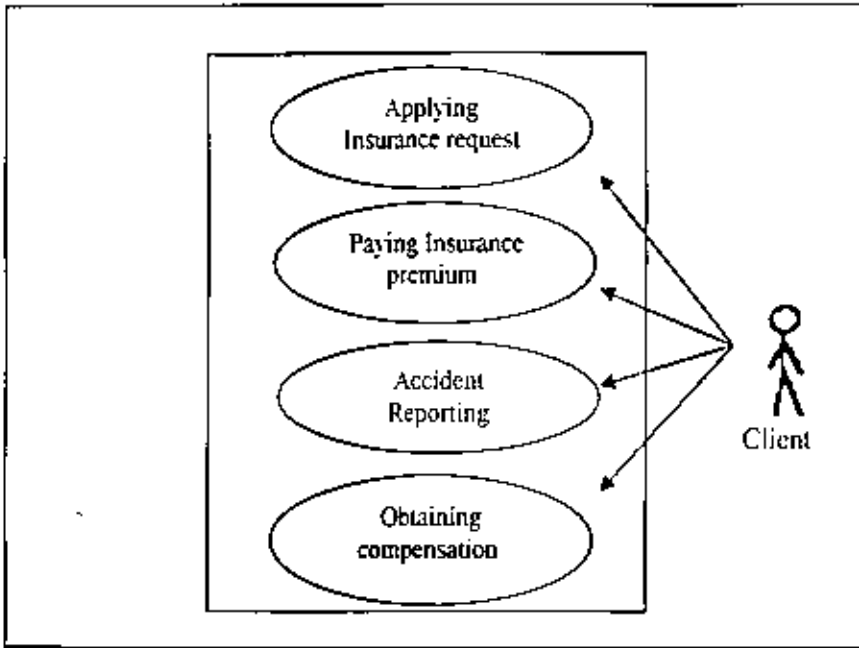 Applying
Insurance request
Paying Insurance
premium
Accident
Reporting
Client
Obtaining
compensation